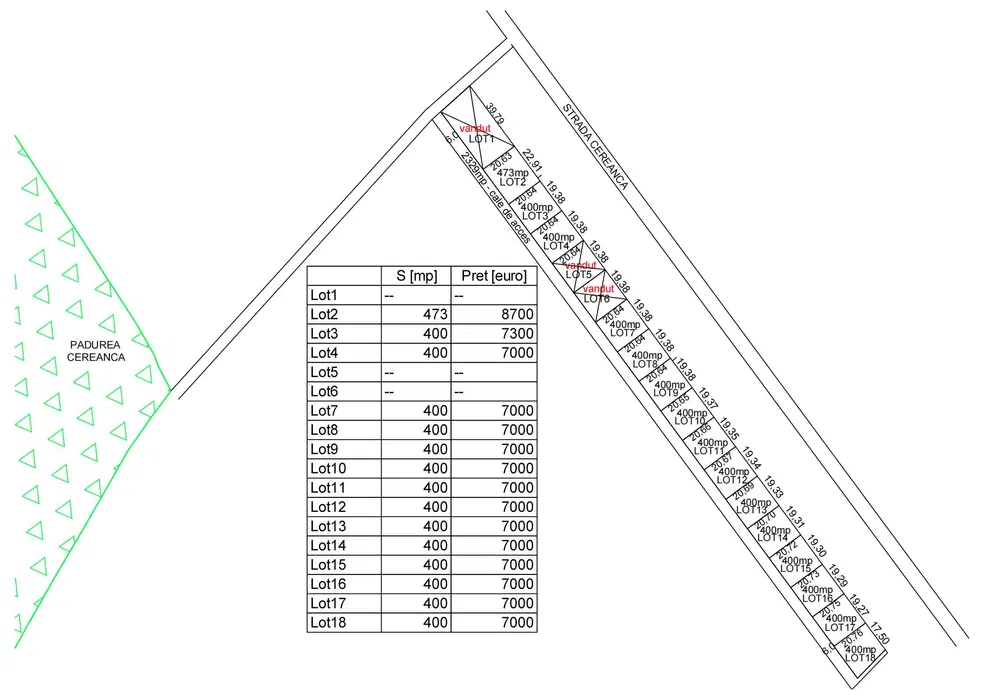 STRADA CEREANCA
39,79
vandut
LOT1
6,0
2329mp - cale de acces
20,63
22,91
473mp
LOT2
20,64
19,38
400mp
LOT3
20,64
19,38
400mp
LOT4
20,64
19,38
vandut
LOT5
19,38
vandut
LOT6
20,64
19,38
400mp
LOT7
20,64
19,38
400mp
LOT8
20,64
19,38
400mp
LOT9
20,65
19,37
400mp
LOT10
20,66
19,35
400mp
LOT11
20,67
19,34
400mp
LOT12
20,69
19,33
400mp
LOT13
20,70
19,31
400mp
LOT14
20,72
19,30
400mp
LOT15
20,73
19,29
400mp
LOT16
20,75
19,27
400mp
LOT17
20,76
17,50
400mp
LOT18
6,0
PADUREA
CEREANCA
S [mp] Pret [euro]
Lot1 -- --
Lot2 473 8700
Lot3 400 7300
Lot4 400 7000
Lot5 -- --
Lot6 -- --
Lot7 400 7000
Lot8 400 7000
Lot9 400 7000
Lot10 400 7000
Lot11 400 7000
Lot12 400 7000
Lot13 400 7000
Lot14 400 7000
Lot15 400 7000
Lot16 400 7000
Lot17 400 7000
Lot18 400 7000